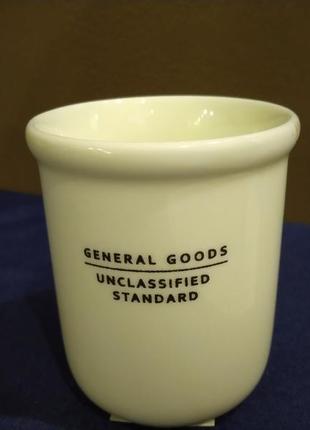 GENERAL GOODS
UNCLASSIFIED
STANDARD